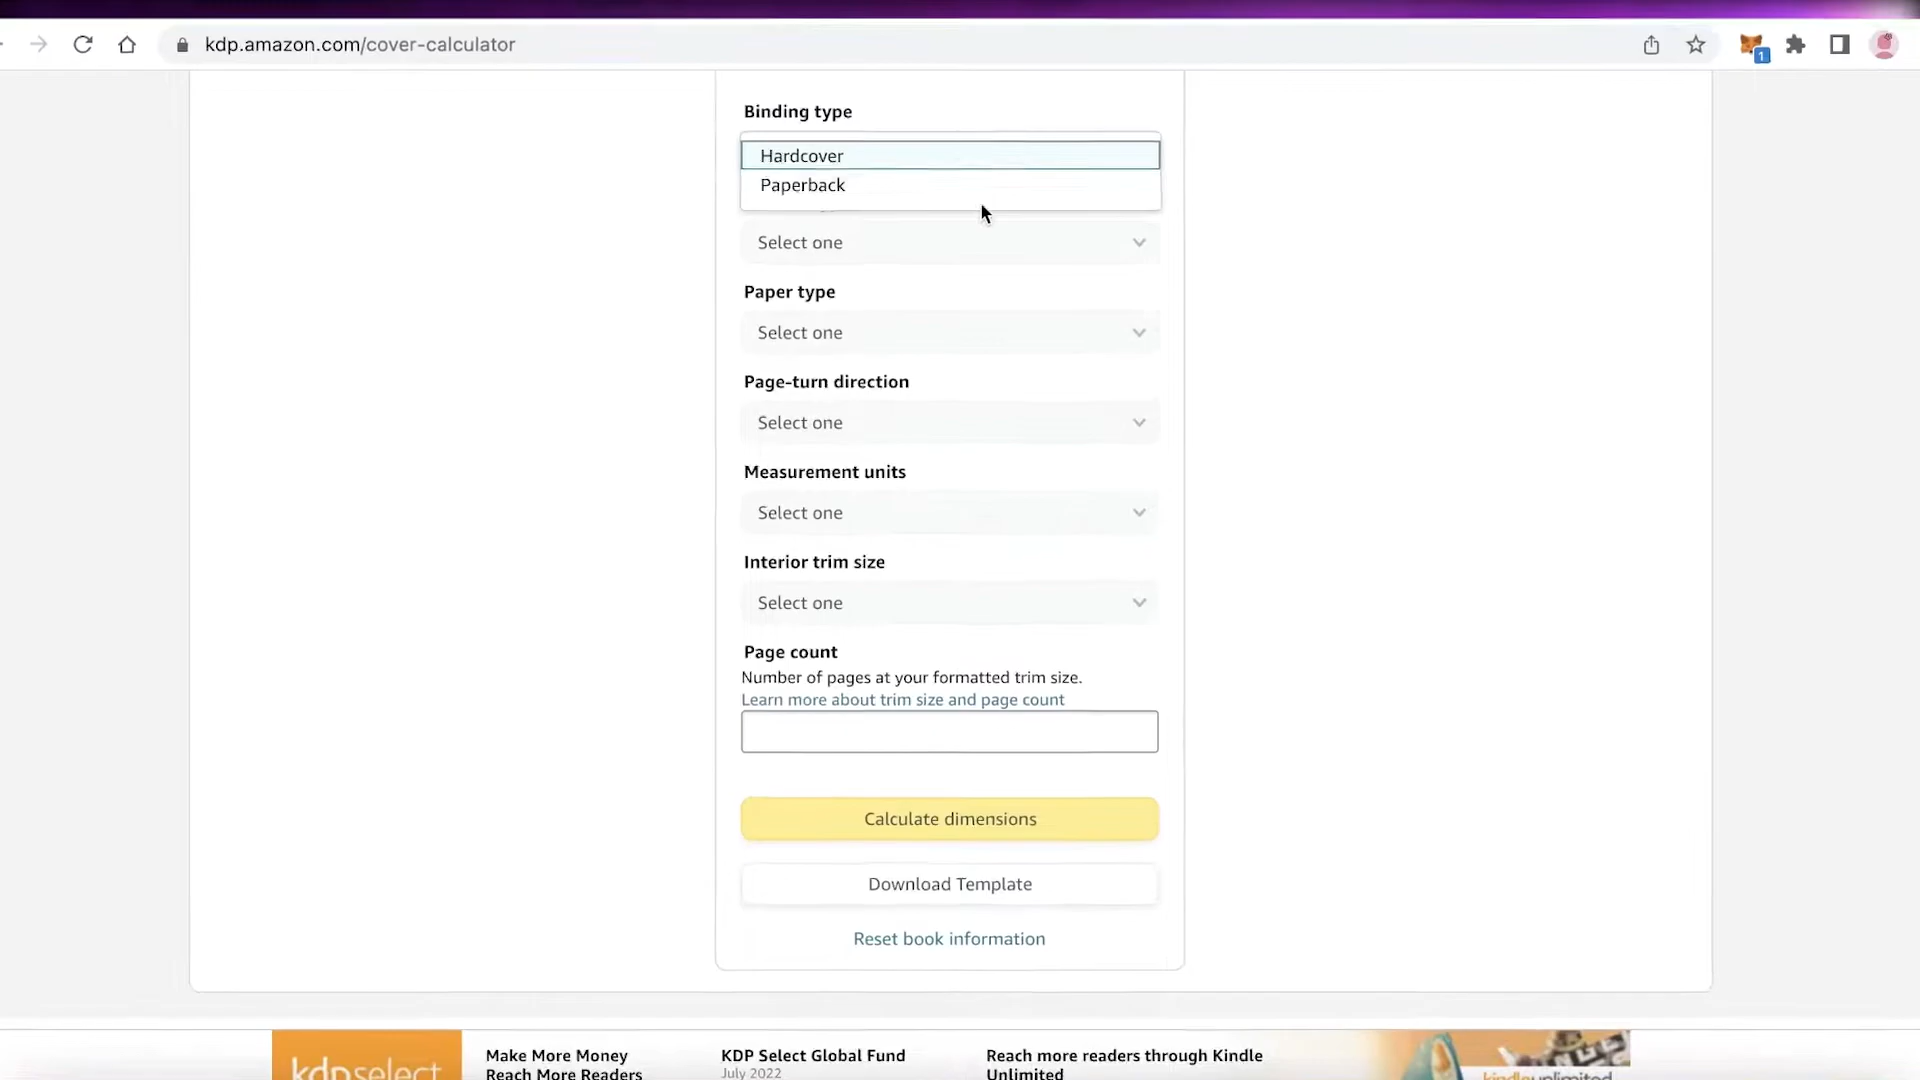 kdp.amazon.com/cover-calculator
1
Binding type
Hardcover
Paperback
Select one
Paper type
Select one
Page-turn direction
Select one
Measurement units
Select one
Interior trim size
Select one
Page count
Number of pages at your formatted trim size.
Learn more about trim size and page count
Calculate dimensions
Download Template
Reset book information
kdpselect
Make More Money
Reach More Readers
KDP Select Global Fund
July 2022
Reach more readers through Kindle
Unlimited
kindleunlimited